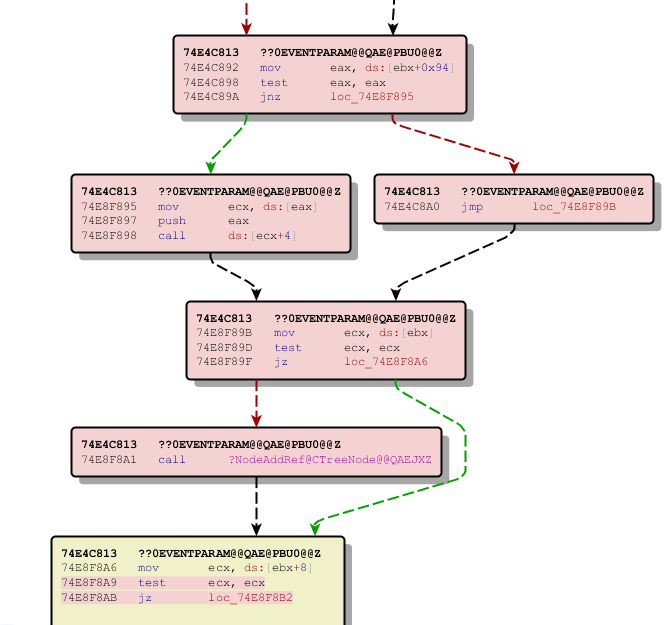 74E4C813 ??0EVENTPARAM@@QAE@PBU0@@Z
74E4C892 mov eax, ds:[ebx+0x94]
74E4C898 test eax, eax
74E4C89A jnz loc_74E8F895
74E4C813 ??0EVENTPARAM@@QAE@PBU0@@Z
74E8F895 mov ecx, ds:[eax]
74E8F897 push eax
74E8F898 call ds:[ecx+4]
74E4C813 ??0EVENTPARAM@@QAE@PBU0@@Z
74E4C8A0 jmp loc_74E8F89B
74E4C813 ??0EVENTPARAM@@QAE@PBU0@@Z
74E8F89B mov ecx, ds:[ebx]
74E8F89D test ecx, ecx
74E8F89F jz loc_74E8F8A6
74E4C813 ??0EVENTPARAM@@QAE@PBU0@@Z
74E8F8A1 call ?NodeAddRef@CTreeNode@@QAEJXZ
74E4C813 ??0EVENTPARAM@@QAE@PBU0@@Z
74E8F8A6 mov ecx, ds:[ebx+8]
74E8F8A9 test ecx, ecx
74E8F8AB jz loc_74E8F8B2